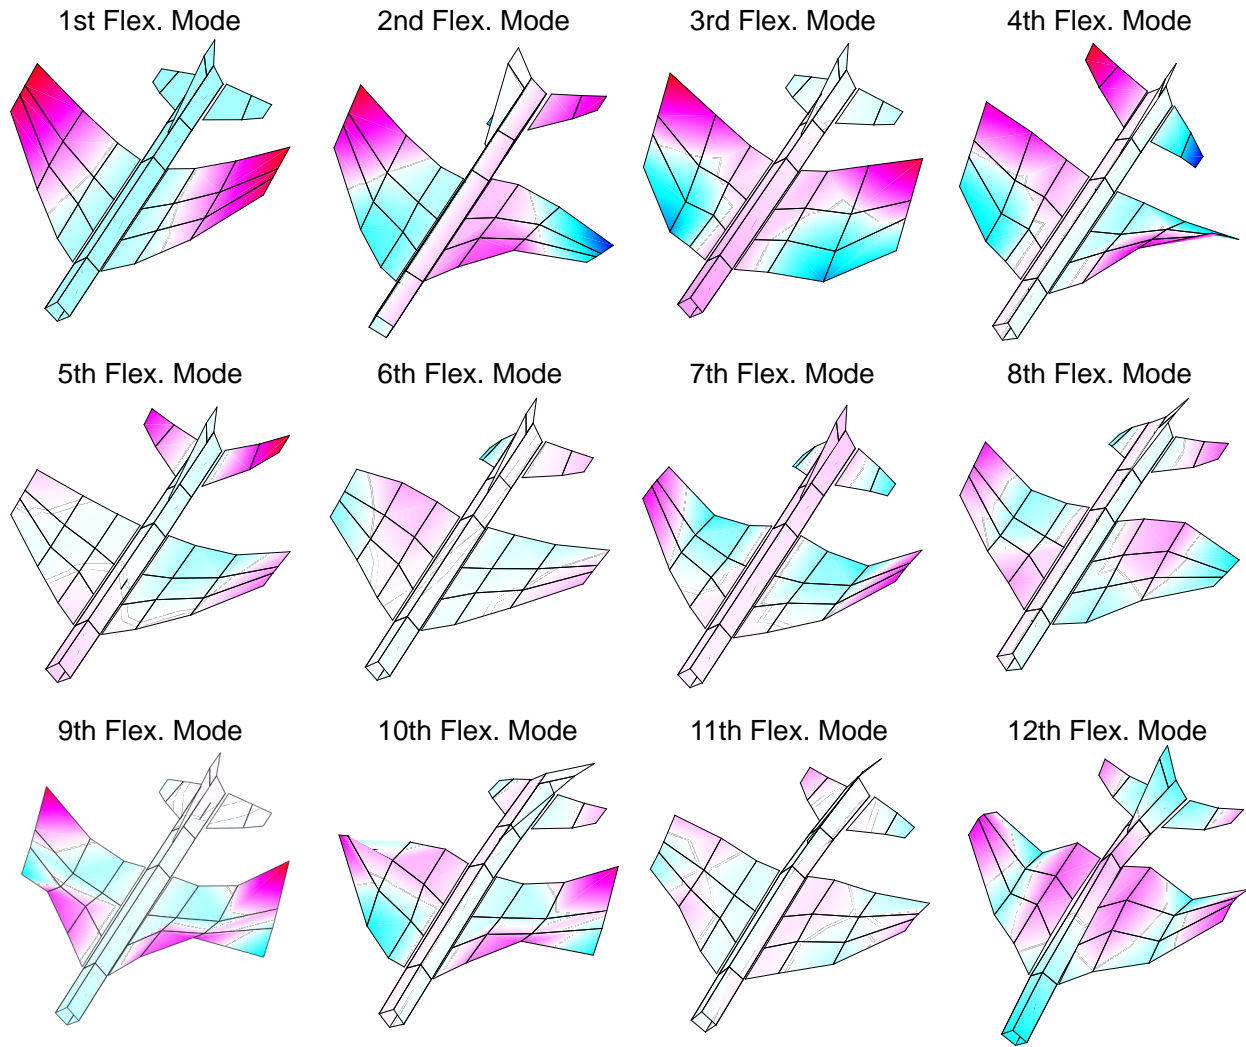 1st Flex. Mode
2nd Flex. Mode
3rd Flex. Mode
4th Flex. Mode
5th Flex. Mode
6th Flex. Mode
7th Flex. Mode
8th Flex. Mode
9th Flex. Mode
10th Flex. Mode
11th Flex. Mode
12th Flex. Mode